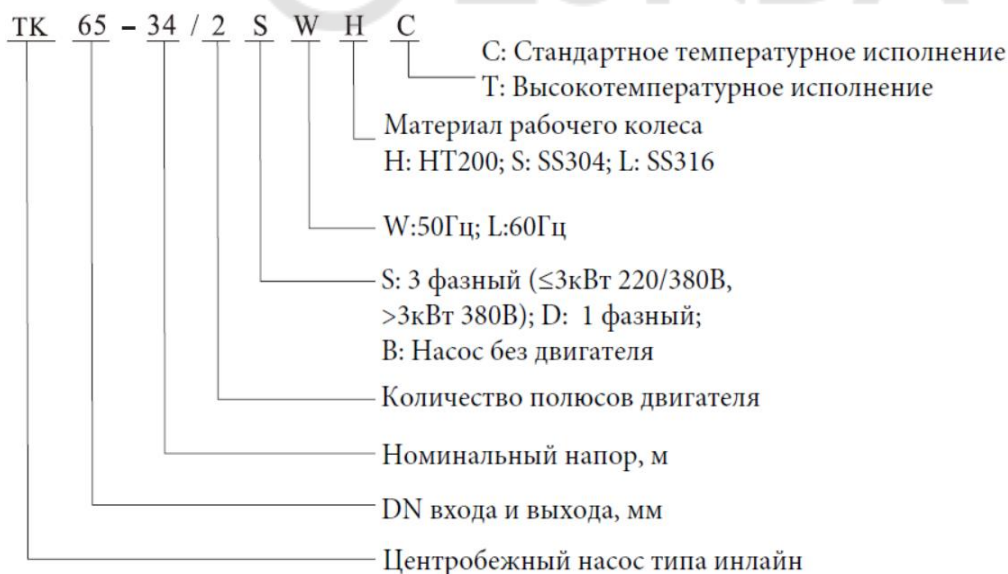 TK 65 - 34 / 2 S W H C
C: Стандартное температурное исполнение
T: Высокотемпературное исполнение
Материал рабочего колеса
H: HT200; S: SS304; L: SS316
W:50Гц; L:60Гц
S: 3 фазный (≤3кВт 220/380В,
>3кВт 380В); D: 1 фазный;
B: Насос без двигателя
Количество полюсов двигателя
Номинальный напор, м
DN входа и выхода, мм
Центробежный насос типа инлайн